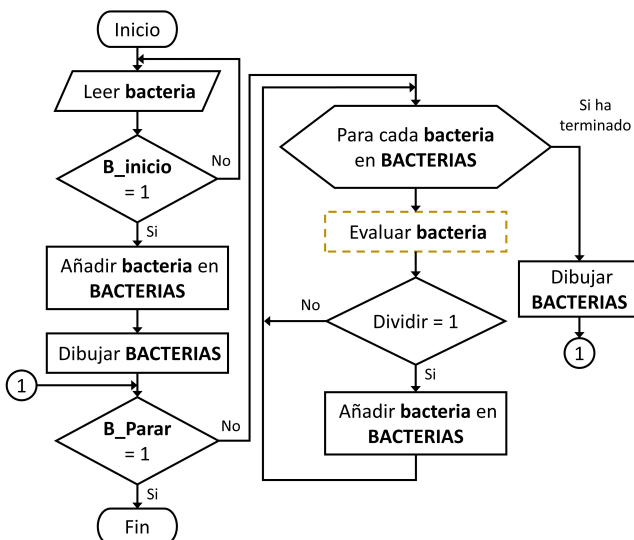 Inicio
Leer bacteria
B_inicio
= 1
No
Si
Añadir bacteria en
BACTERIAS
Dibujar BACTERIAS
1
B_Parar
= 1
No
Si
Fin
Para cada bacteria
en BACTERIAS
Si ha
terminado
Evaluar bacteria
Dividir = 1
No
Si
Añadir bacteria en
BACTERIAS
Dibujar
BACTERIAS
1